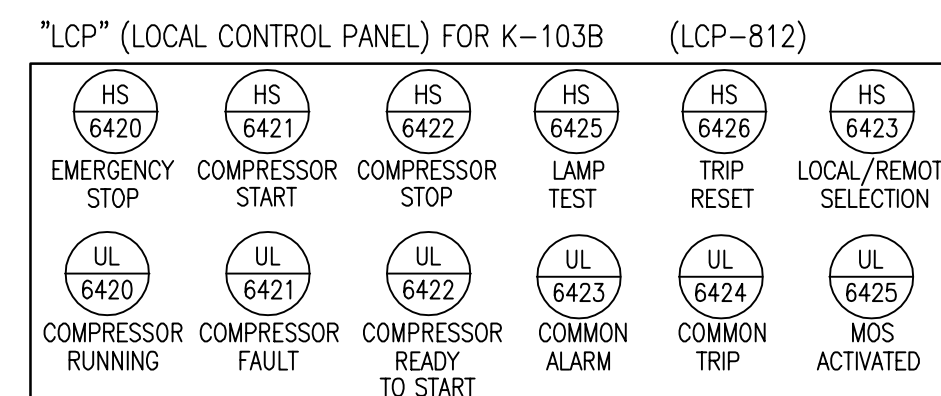 "LCP" (LOCAL CONTROL PANEL) FOR K-103B (LCP-812)
HS HS HS HS HS HS
6420 6421 6422 6425 6426 6423
EMERGENCY COMPRESSOR COMPRESSOR LAMP TRIP LOCAL/REMOT
STOP START STOP TEST RESET SELECTION
UL UL UL UL UL UL
6420 6421 6422 6423 6424 6425
COMPRESSOR COMPRESSOR COMPRESSOR COMMON COMMON MOS
RUNNING FAULT READY ALARM TRIP ACTIVATED
TO START